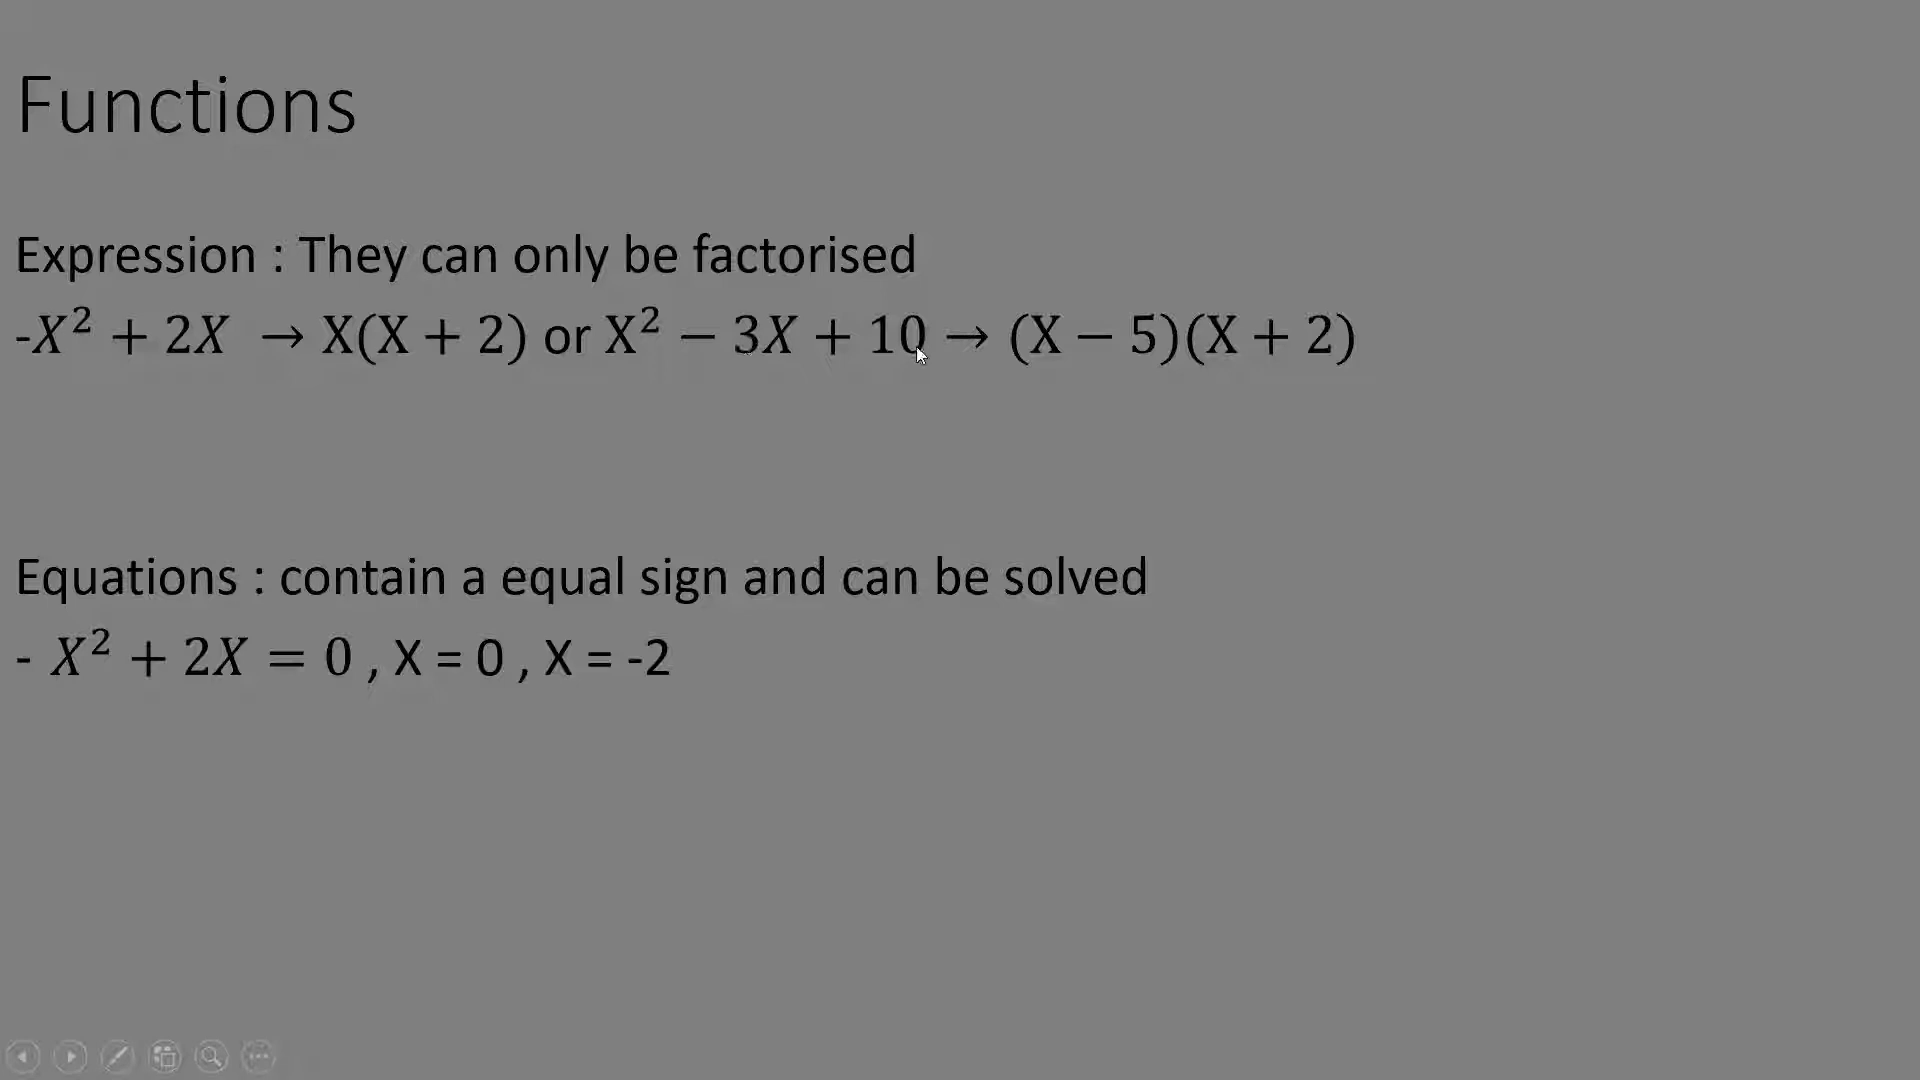 Functions
Expression : They can only be factorised
-X² + 2X → X(X + 2) or X² − 3X + 10 → (X − 5)(X + 2)
Equations : contain a equal sign and can be solved
- X² + 2X = 0 , X = 0 , X = -2